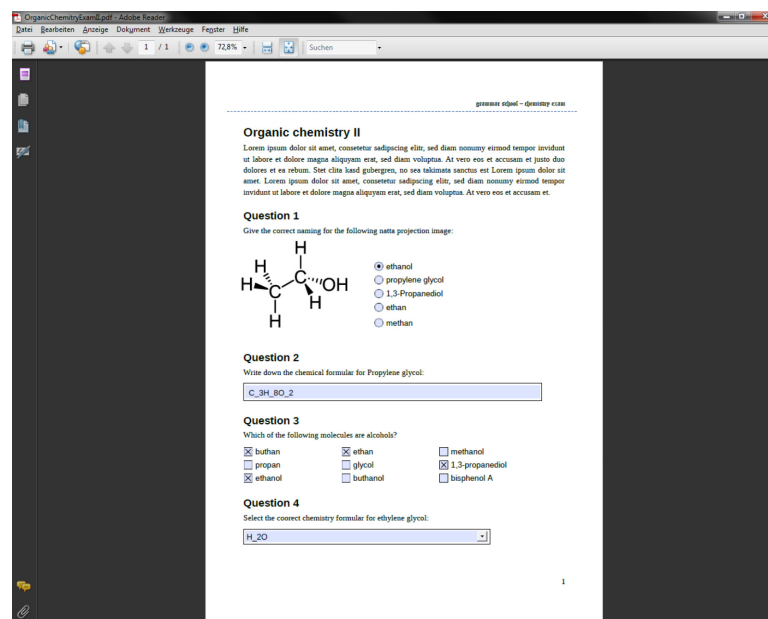 OrganicChemitryExamII.pdf - Adobe Reader
Datei Bearbeiten Anzeige Dokument Werkzeuge Fenster Hilfe
1 / 1 72,8% Suchen
grammar school – chemistry exam
Organic chemistry II
Lorem ipsum dolor sit amet, consetetur sadipscing elitr, sed diam nonumy eirmod tempor invidunt
ut labore et dolore magna aliquyam erat, sed diam voluptua. At vero eos et accusam et justo duo
dolores et ea rebum. Stet clita kasd gubergren, no sea takimata sanctus est Lorem ipsum dolor sit
amet. Lorem ipsum dolor sit amet, consetetur sadipscing elitr, sed diam nonumy eirmod tempor
invidunt ut labore et dolore magna aliquyam erat, sed diam voluptua. At vero eos et accusam et.
Question 1
Give the correct naming for the following natta projection image:
H
H
H C C OH
H
H
ethanol
propylene glycol
1,3-Propanediol
ethan
methan
Question 2
Write down the chemical formular for Propylene glycol:
C_3H_8O_2
Question 3
Which of the following molecules are alcohols?
buthan ethan methanol
propan glycol 1,3-propanediol
ethanol buthanol bisphenol A
Question 4
Select the coorect chemistry formular for ethylene glycol:
H_2O
1